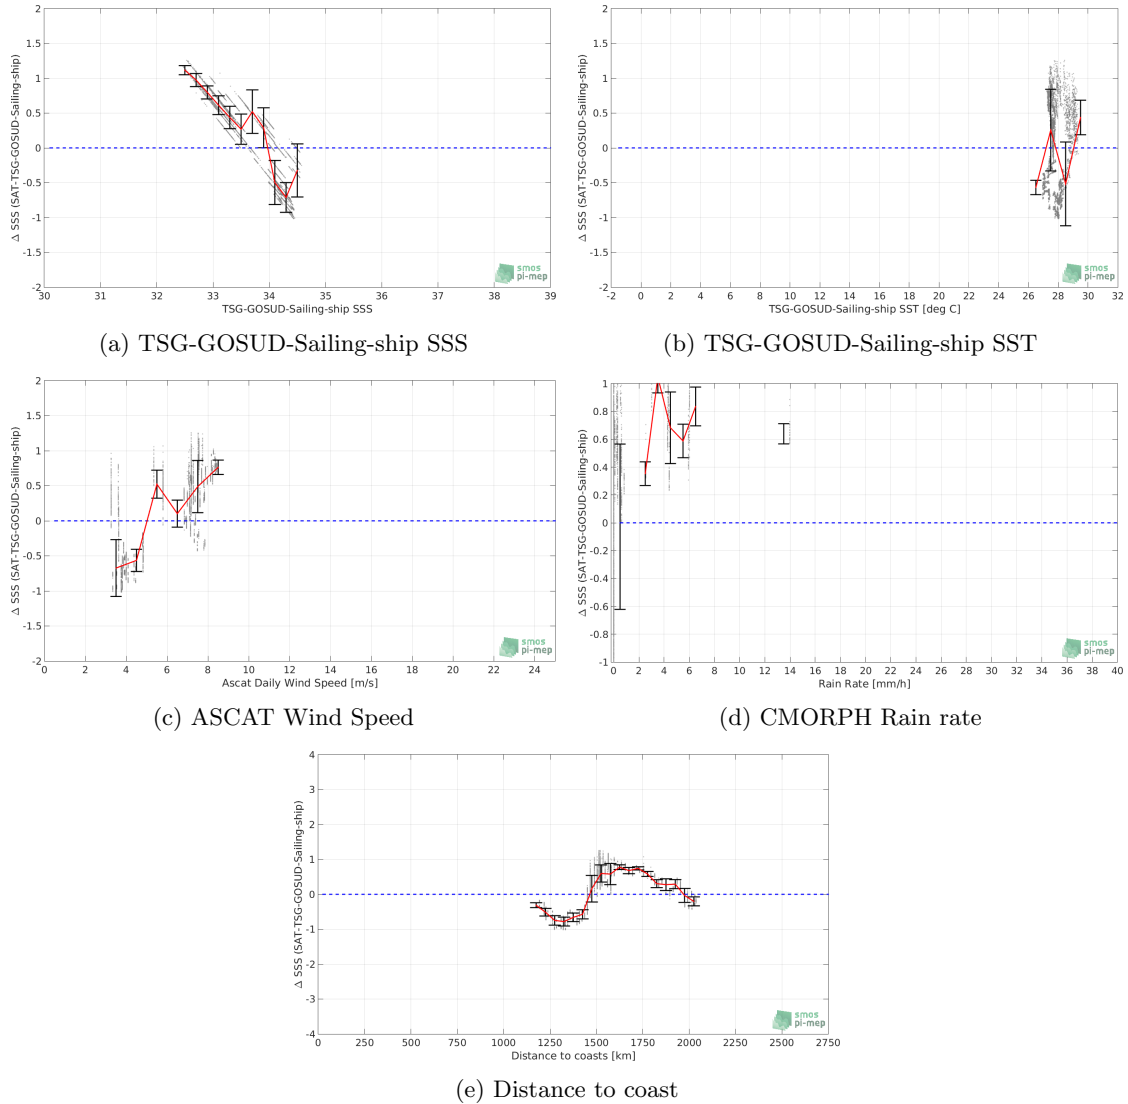 2
1.5
1
0.5
0
-0.5
-1
-1.5
-2
Δ SSS (SAT-TSG-GOSUD-Sailing-ship)
30 31 32 33 34 35 36 37 38 39
TSG-GOSUD-Sailing-ship SSS
smos
pi-mep
(a) TSG-GOSUD-Sailing-ship SSS
2
1.5
1
0.5
0
-0.5
-1
-1.5
-2
Δ SSS (SAT-TSG-GOSUD-Sailing-ship)
-2 0 2 4 6 8 10 12 14 16 18 20 22 24 26 28 30 32
TSG-GOSUD-Sailing-ship SST [deg C]
smos
pi-mep
(b) TSG-GOSUD-Sailing-ship SST
2
1.5
1
0.5
0
-0.5
-1
-1.5
-2
Δ SSS (SAT-TSG-GOSUD-Sailing-ship)
0 2 4 6 8 10 12 14 16 18 20 22 24
Ascat Daily Wind Speed [m/s]
smos
pi-mep
(c) ASCAT Wind Speed
1
0.8
0.6
0.4
0.2
0
-0.2
-0.4
-0.6
-0.8
-1
Δ SSS (SAT-TSG-GOSUD-Sailing-ship)
0 2 4 6 8 10 12 14 16 18 20 22 24 26 28 30 32 34 36 38 40
Rain Rate [mm/h]
smos
pi-mep
(d) CMORPH Rain rate
4
3
2
1
0
-1
-2
-3
-4
Δ SSS (SAT-TSG-GOSUD-Sailing-ship)
0 250 500 750 1000 1250 1500 1750 2000 2250 2500 2750
Distance to coasts [km]
smos
pi-mep
(e) Distance to coast